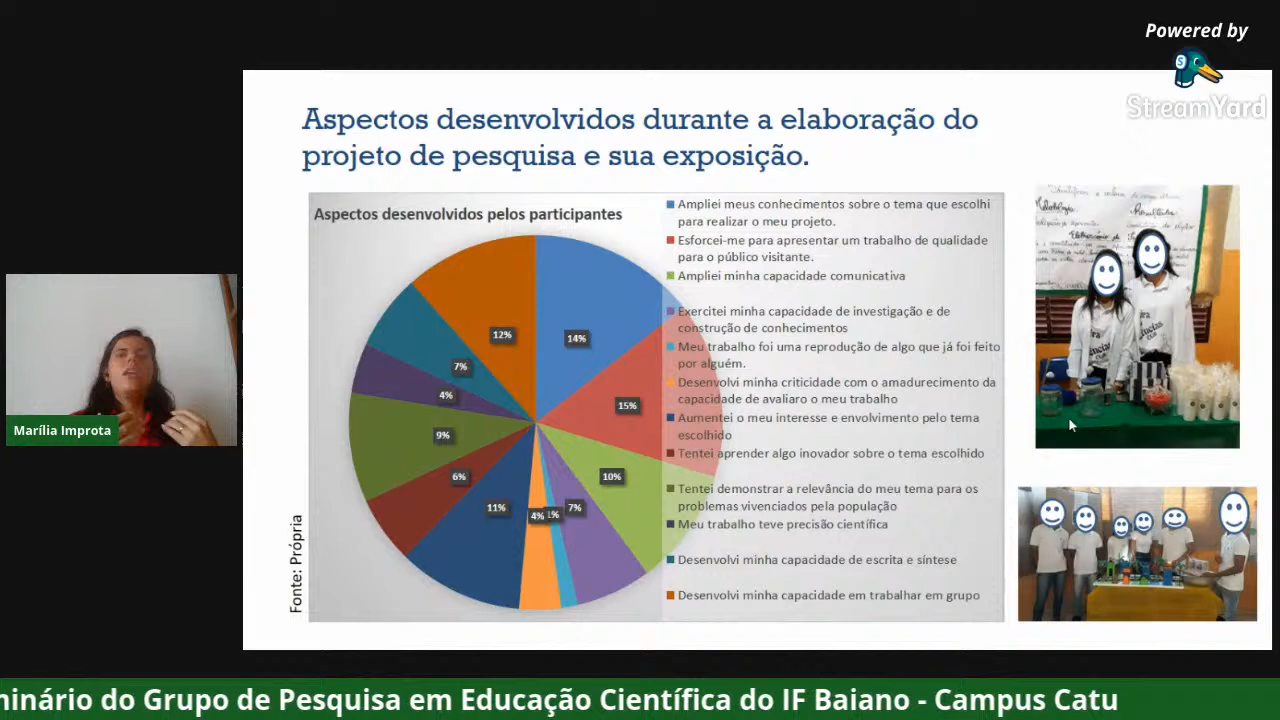 Powered by
StreamYard
Aspectos desenvolvidos durante a elaboração do
projeto de pesquisa e sua exposição.
Aspectos desenvolvidos pelos participantes
14%
15%
10%
7%
1%
4%
11%
6%
9%
4%
7%
12%
Ampliei meus conhecimentos sobre o tema que escolhi
para realizar o meu projeto.
Esforcei-me para apresentar um trabalho de qualidade
para o público visitante.
Ampliei minha capacidade comunicativa
Exercitei minha capacidade de investigação e de
construção de conhecimentos
Meu trabalho foi uma reprodução de algo que já foi feito
por alguém.
Desenvolvi minha criticidade com o amadurecimento da
capacidade de avaliaro o meu trabalho
Aumentei o meu interesse e envolvimento pelo tema
escolhido
Tentei aprender algo inovador sobre o tema escolhido
Tentei demonstrar a relevância do meu tema para os
problemas vivenciados pela população
Meu trabalho teve precisão científica
Desenvolvi minha capacidade de escrita e síntese
Desenvolvi minha capacidade em trabalhar em grupo
Fonte: Própria
Marília Improta
minário do Grupo de Pesquisa em Educação Científica do IF Baiano - Campus Catu